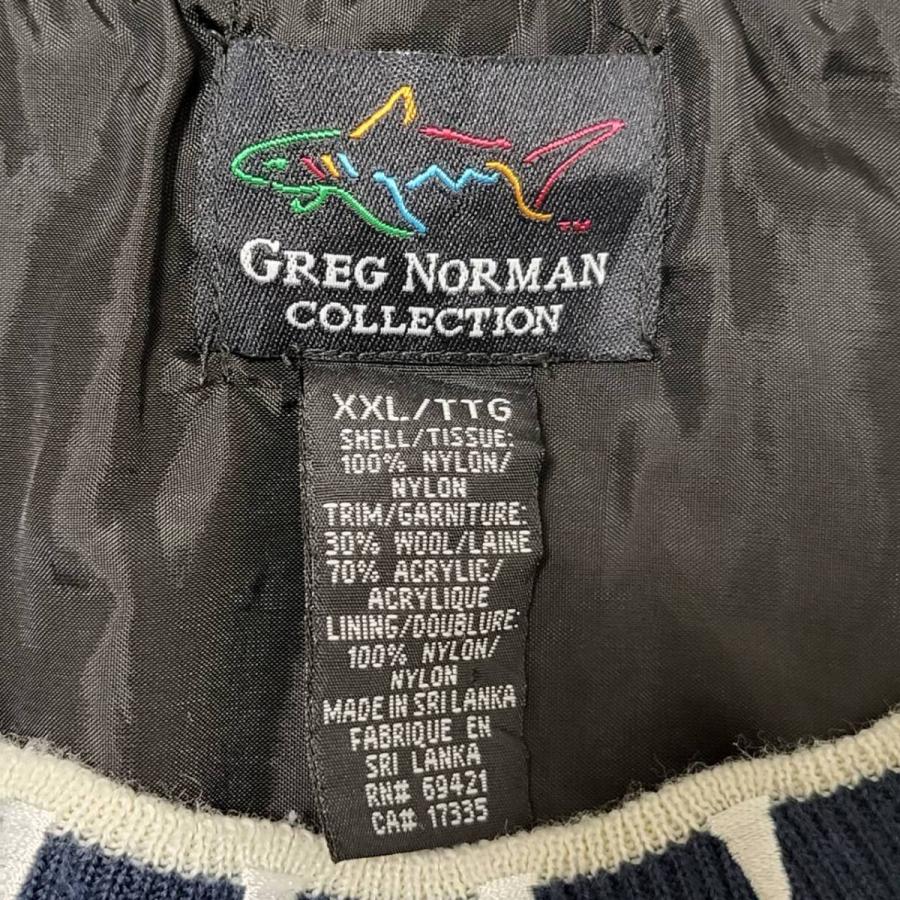 TM
GREG NORMAN
COLLECTION
XXL/TTG
SHELL/TISSUE:
100% NYLON/
NYLON
TRIM/GARNITURE:
30% WOOL/LAINE
70% ACRYLIC/
ACRYLIQUE
LINING/DOUBLURE:
100% NYLON/
NYLON
MADE IN SRI LANKA
FABRIQUE EN
SRI LANKA
RN# 69421
CA# 17335